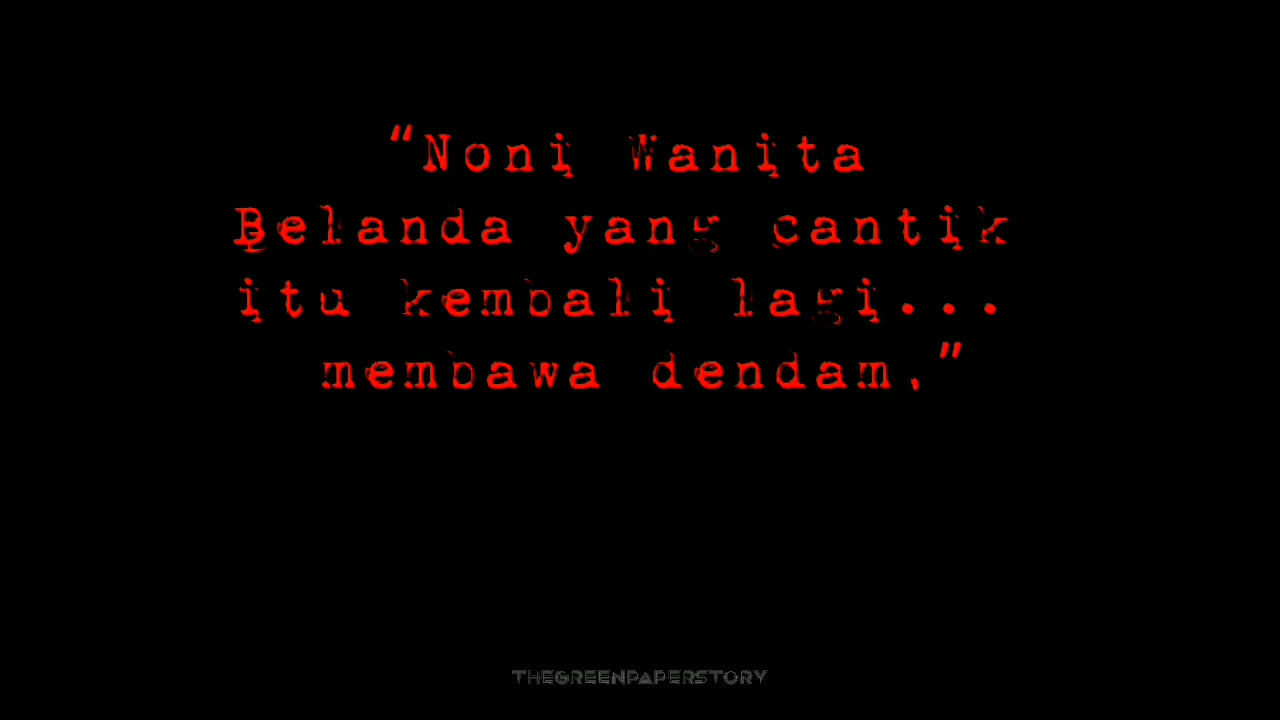 “Noni Wanita
Belanda yang cantik
itu kembali lagi...
membawa dendam."
THEGREENPAPERSTORY